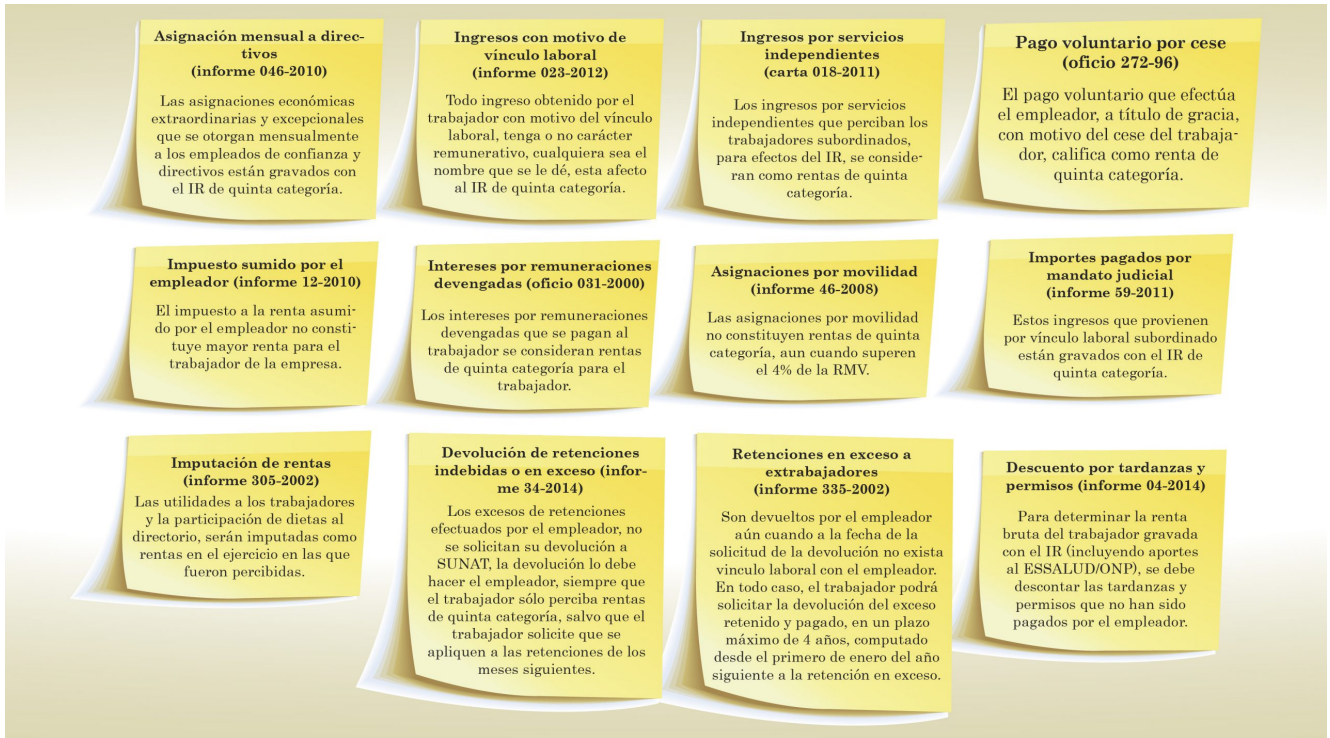 Asignación mensual a direc-
tivos
(informe 046-2010)
Las asignaciones económicas
extraordinarias y excepcionales
que se otorgan mensualmente
a los empleados de confianza y
directivos están gravados con
el IR de quinta categoría.
Ingresos con motivo de
vínculo laboral
(informe 023-2012)
Todo ingreso obtenido por el
trabajador con motivo del vínculo
laboral, tenga o no carácter
remunerativo, cualquiera sea el
nombre que se le dé, esta afecto
al IR de quinta categoría.
Ingresos por servicios
independientes
(carta 018-2011)
Los ingresos por servicios
independientes que perciban los
trabajadores subordinados,
para efectos del IR, se conside-
ran como rentas de quinta
categoría.
Pago voluntario por cese
(oficio 272-96)
El pago voluntario que efectúa
el empleador, a título de gracia,
con motivo del cese del trabaja-
dor, califica como renta de
quinta categoría.
Impuesto sumido por el
empleador (informe 12-2010)
El impuesto a la renta asumi-
do por el empleador no consti-
tuye mayor renta para el
trabajador de la empresa.
Intereses por remuneraciones
devengadas (oficio 031-2000)
Los intereses por remuneraciones
devengadas que se pagan al
trabajador se consideran rentas
de quinta categoría para el
trabajador.
Asignaciones por movilidad
(informe 46-2008)
Las asignaciones por movilidad
no constituyen rentas de quinta
categoría, aun cuando superen
el 4% de la RMV.
Importes pagados por
mandato judicial
(informe 59-2011)
Estos ingresos que provienen
por vínculo laboral subordinado
están gravados con el IR de
quinta categoría.
Imputación de rentas
(informe 305-2002)
Las utilidades a los trabajadores
y la participación de dietas al
directorio, serán imputadas como
rentas en el ejercicio en las que
fueron percibidas.
Devolución de retenciones
indebidas o en exceso (infor-
me 34-2014)
Los excesos de retenciones
efectuados por el empleador, no
se solicitan su devolución a
SUNAT, la devolución lo debe
hacer el empleador, siempre que
el trabajador sólo perciba rentas
de quinta categoría, salvo que el
trabajador solicite que se
apliquen a las retenciones de los
meses siguientes.
Retenciones en exceso a
extrabajadores
(informe 335-2002)
Son devueltos por el empleador
aún cuando a la fecha de la
solicitud de la devolución no exista
vinculo laboral con el empleador.
En todo caso, el trabajador podrá
solicitar la devolución del exceso
retenido y pagado, en un plazo
máximo de 4 años, computado
desde el primero de enero del año
siguiente a la retención en exceso.
Descuento por tardanzas y
permisos (informe 04-2014)
Para determinar la renta
bruta del trabajador gravada
con el IR (incluyendo aportes
al ESSALUD/ONP), se debe
descontar las tardanzas y
permisos que no han sido
pagados por el empleador.